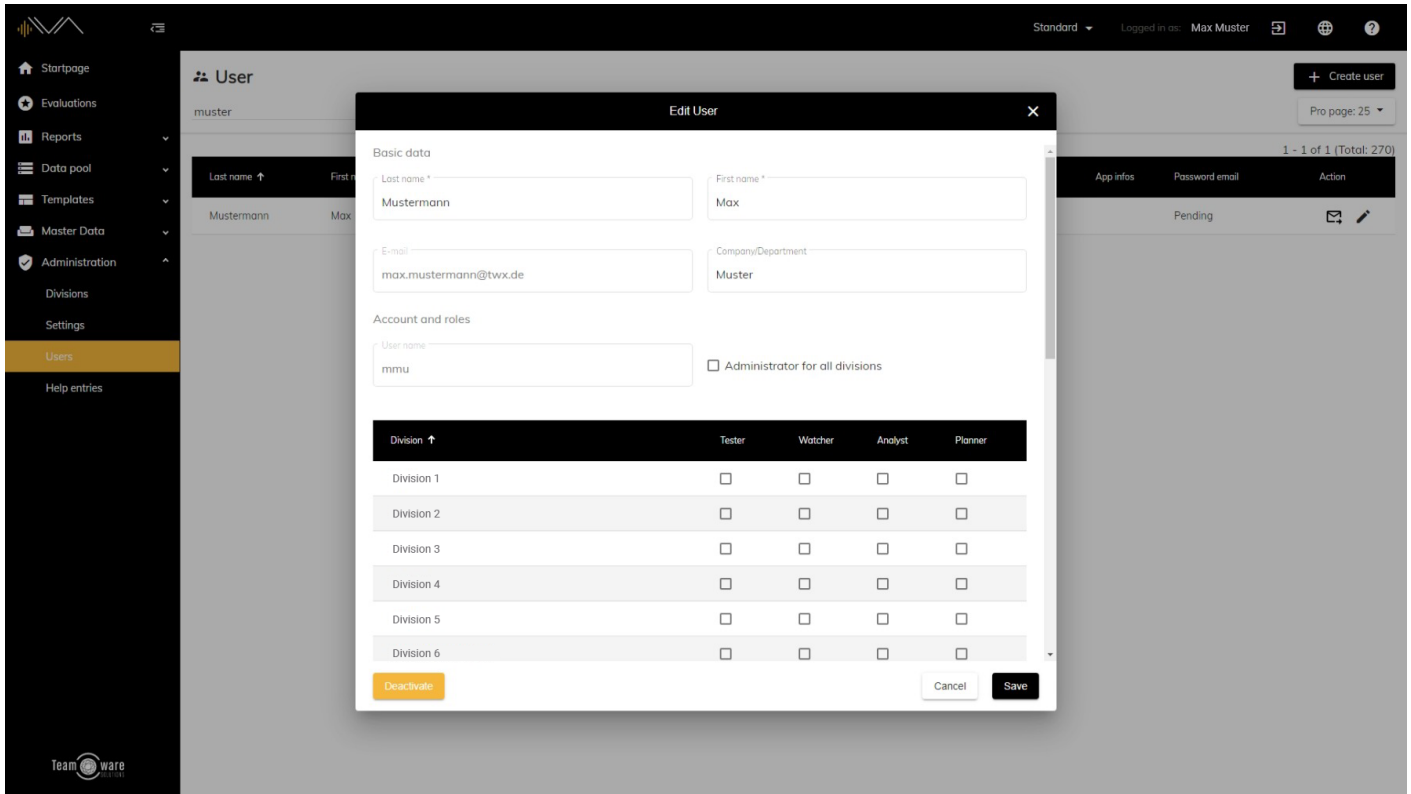 Standard Logged in as: Max Muster
Startpage
Evaluations
Reports
Data pool
Templates
Master Data
Administration
Divisions
Settings
Users
Help entries
Team ware
SOLUTIONS
User
+ Create user
muster
Pro page: 25
1 - 1 of 1 (Total: 270)
Last name First n App infos Password email Action
Mustermann Max Pending
Edit User
Basic data
Last name * First name *
Mustermann Max
E-mail Company/Department
max.mustermann@twx.de Muster
Account and roles
User name
mmu Administrator for all divisions
Division Tester Watcher Analyst Planner
Division 1
Division 2
Division 3
Division 4
Division 5
Division 6
Deactivate Cancel Save